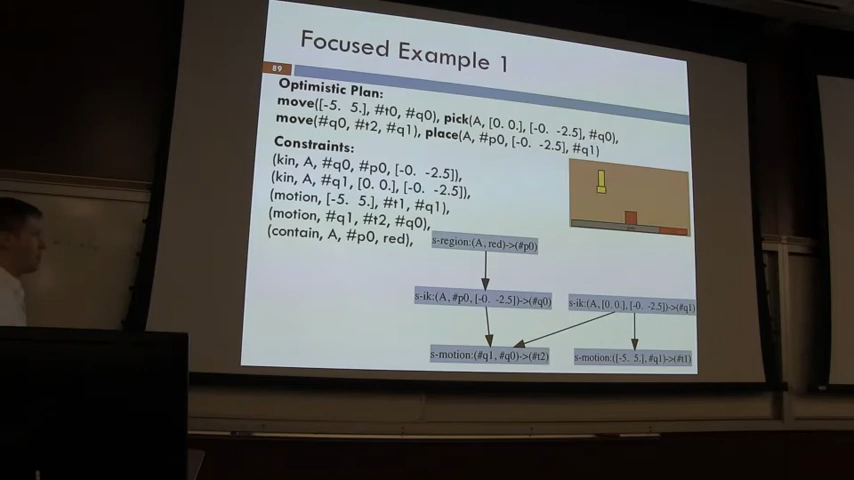 Focused Example 1
89
Optimistic Plan:
move([-5. 5.], #t0, #q0), pick(A, [0. 0.], [-0. -2.5], #q0),
move(#q0, #t2, #q1), place(A, #p0, [-0. -2.5], #q1)
Constraints:
(kin, A, #q0, #p0, [-0. -2.5]),
(kin, A, #q1, [0. 0.], [-0. -2.5]),
(motion, [-5. 5.], #t1, #q1),
(motion, #q1, #t2, #q0),
(contain, A, #p0, red),
s-region:(A, red)->(#p0)
s-ik:(A, #p0, [-0. -2.5])->(#q0)
s-ik:(A, [0. 0.], [-0. -2.5])->(#q1)
s-motion:(#q1, #q0)->(#t2)
s-motion:([-5. 5.], #q1)->(#t1)